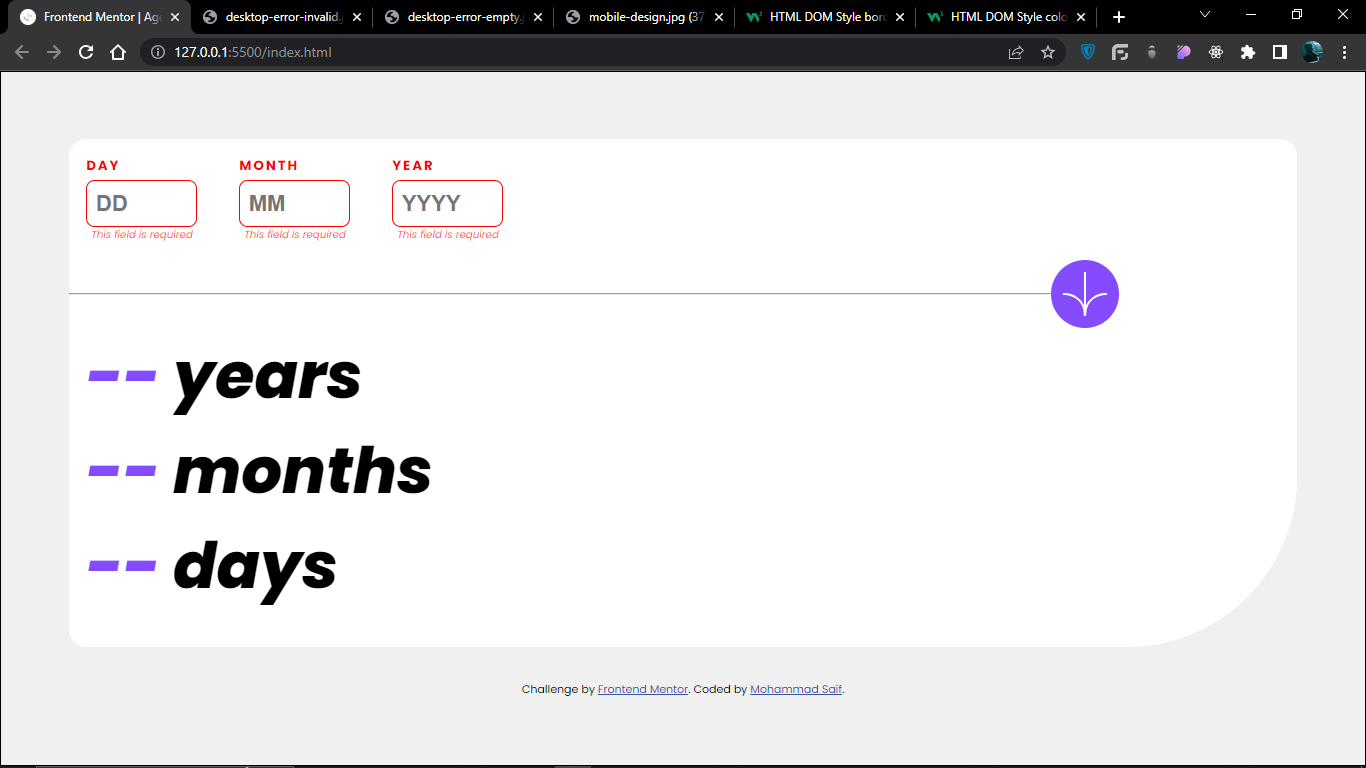 Frontend Mentor | Age
desktop-error-invalid.j
desktop-error-empty.j
mobile-design.jpg (37
HTML DOM Style bord
HTML DOM Style colo
127.0.0.1:5500/index.html
DAY MONTH YEAR
DD MM YYYY
This field is required This field is required This field is required
-- years
-- months
-- days
Challenge by Frontend Mentor. Coded by Mohammad Saif.